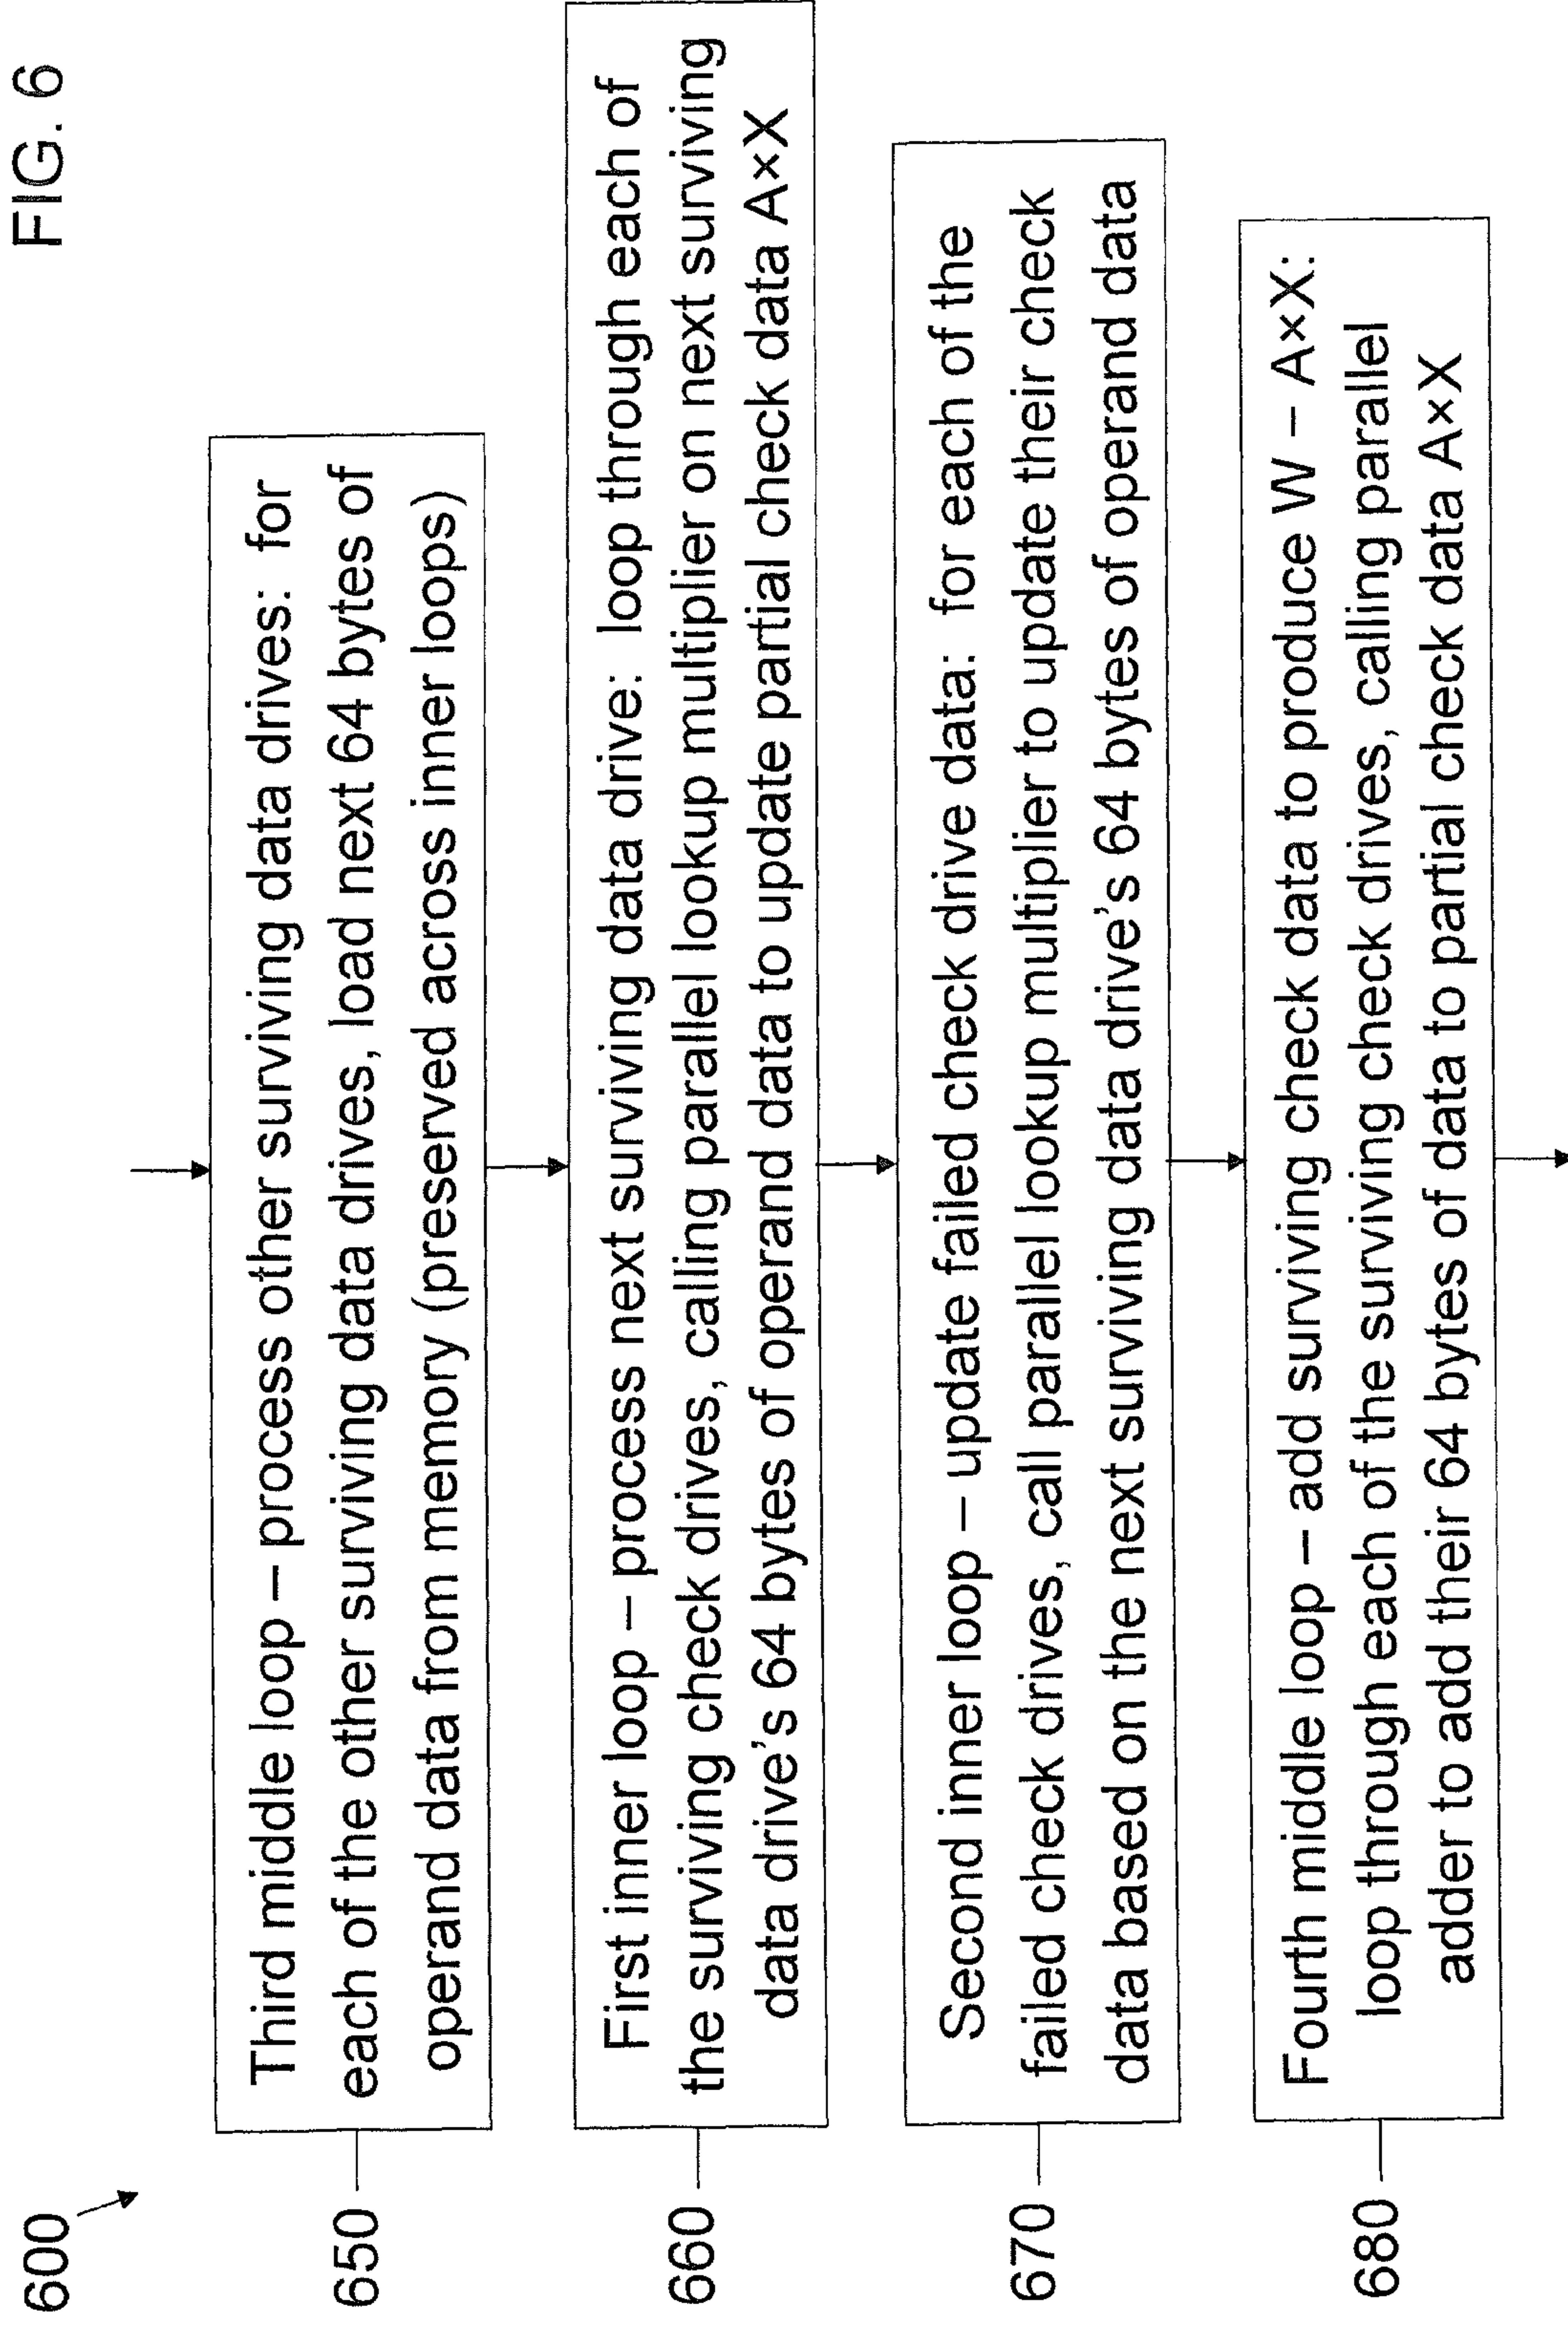 FIG. 6
600
650
Third middle loop – process other surviving data drives: for
each of the other surviving data drives, load next 64 bytes of
operand data from memory (preserved across inner loops)
660
First inner loop – process next surviving data drive: loop through each of
the surviving check drives, calling parallel lookup multiplier on next surviving
data drive's 64 bytes of operand data to update partial check data A×X
670
Second inner loop – update failed check drive data: for each of the
failed check drives, call parallel lookup multiplier to update their check
data based on the next surviving data drive's 64 bytes of operand data
680
Fourth middle loop – add surviving check data to produce W – A×X:
loop through each of the surviving check drives, calling parallel
adder to add their 64 bytes of data to partial check data A×X